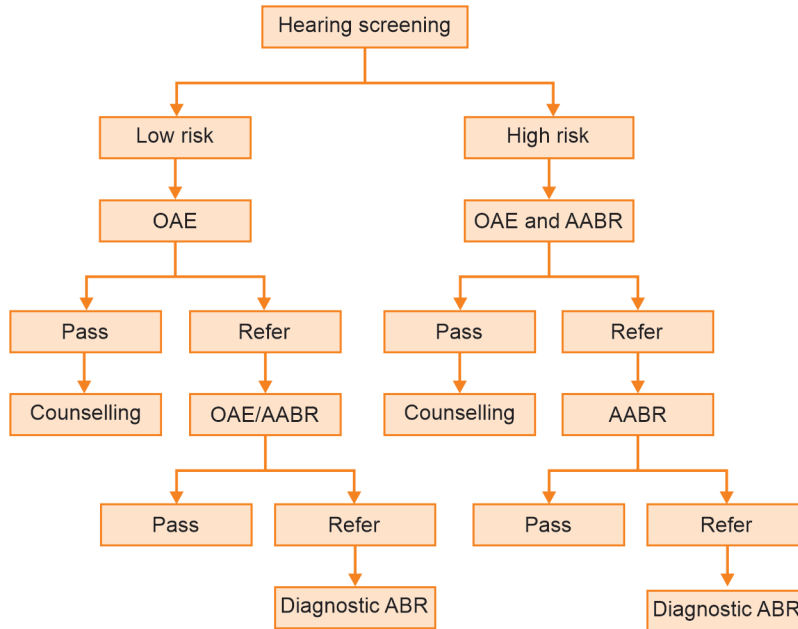 Hearing screening
Low risk
High risk
OAE
OAE and AABR
Pass
Refer
Pass
Refer
Counselling
OAE/AABR
Counselling
AABR
Pass
Refer
Pass
Refer
Diagnostic ABR
Diagnostic ABR